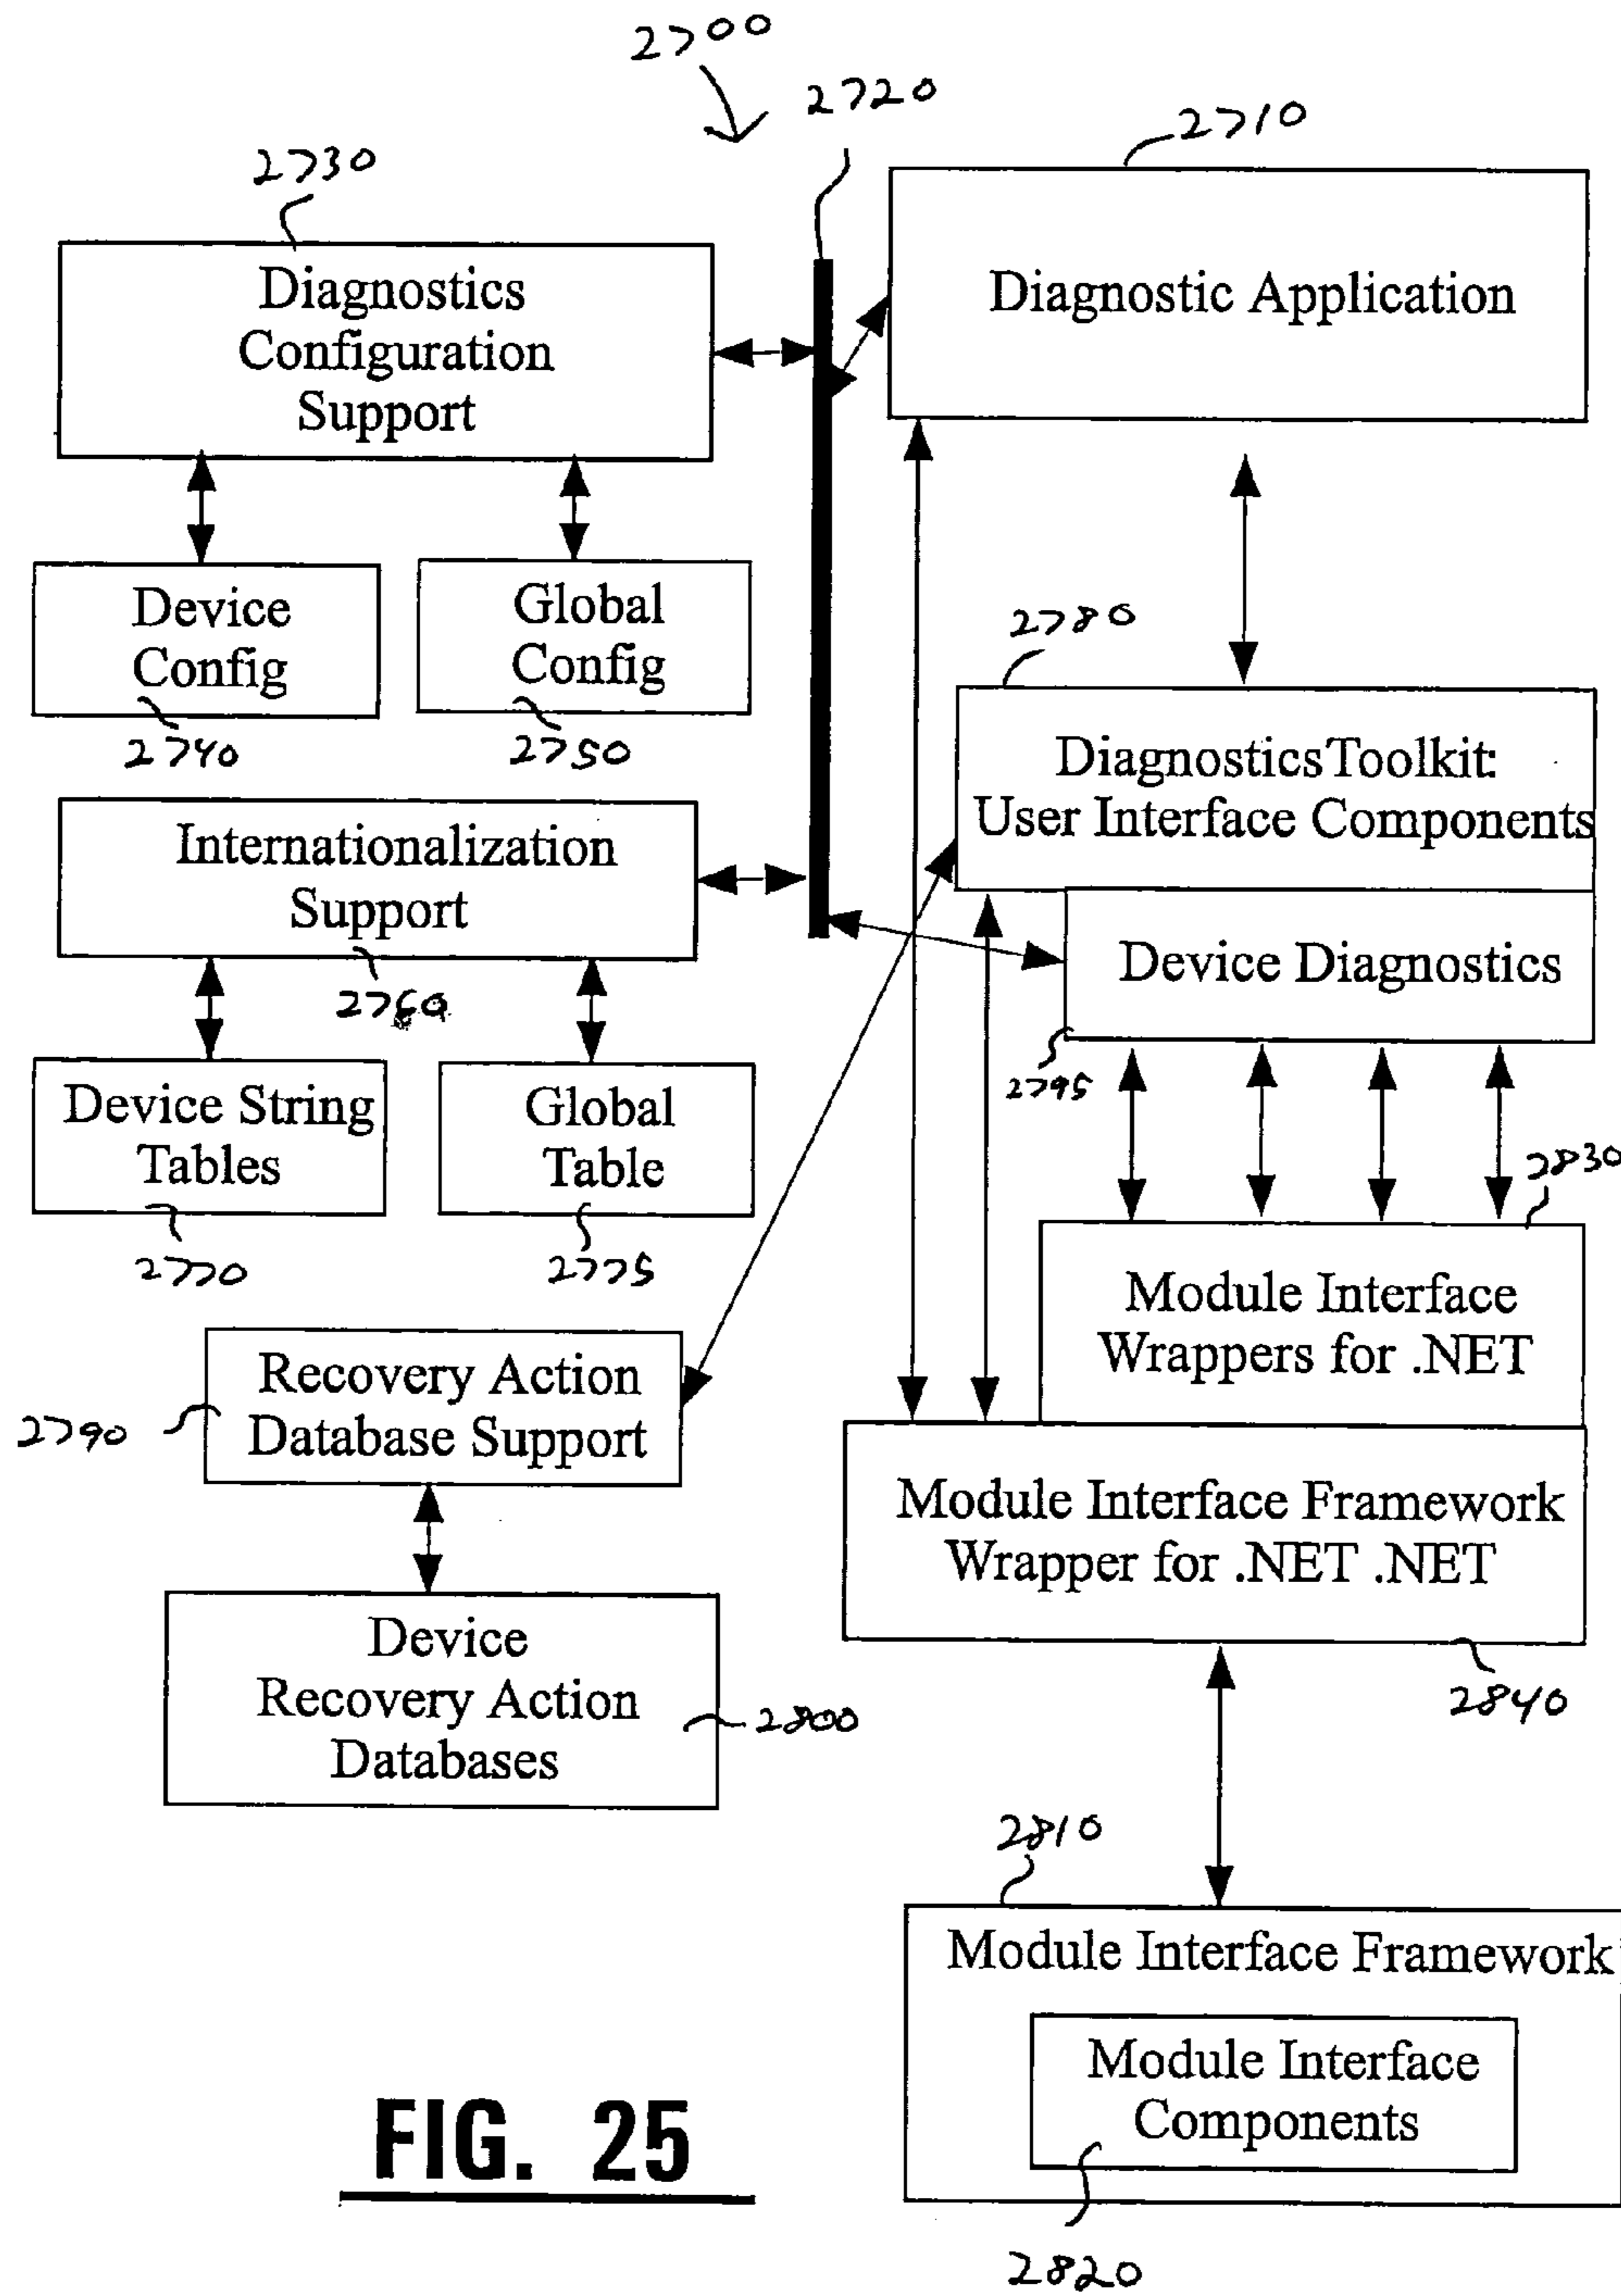 2700
2720
2710
2730
Diagnostics
Configuration
Support
Diagnostic Application
Device
Config
2740
Global
Config
2750
2780
DiagnosticsToolkit:
User Interface Components
Internationalization
Support
2760
Device Diagnostics
2795
Device String
Tables
2770
Global
Table
2775
2830
Module Interface
Wrappers for .NET
Recovery Action
Database Support
2790
Module Interface Framework
Wrapper for .NET .NET
2840
Device
Recovery Action
Databases
2800
2810
Module Interface Framework
Module Interface
Components
2820
FIG. 25